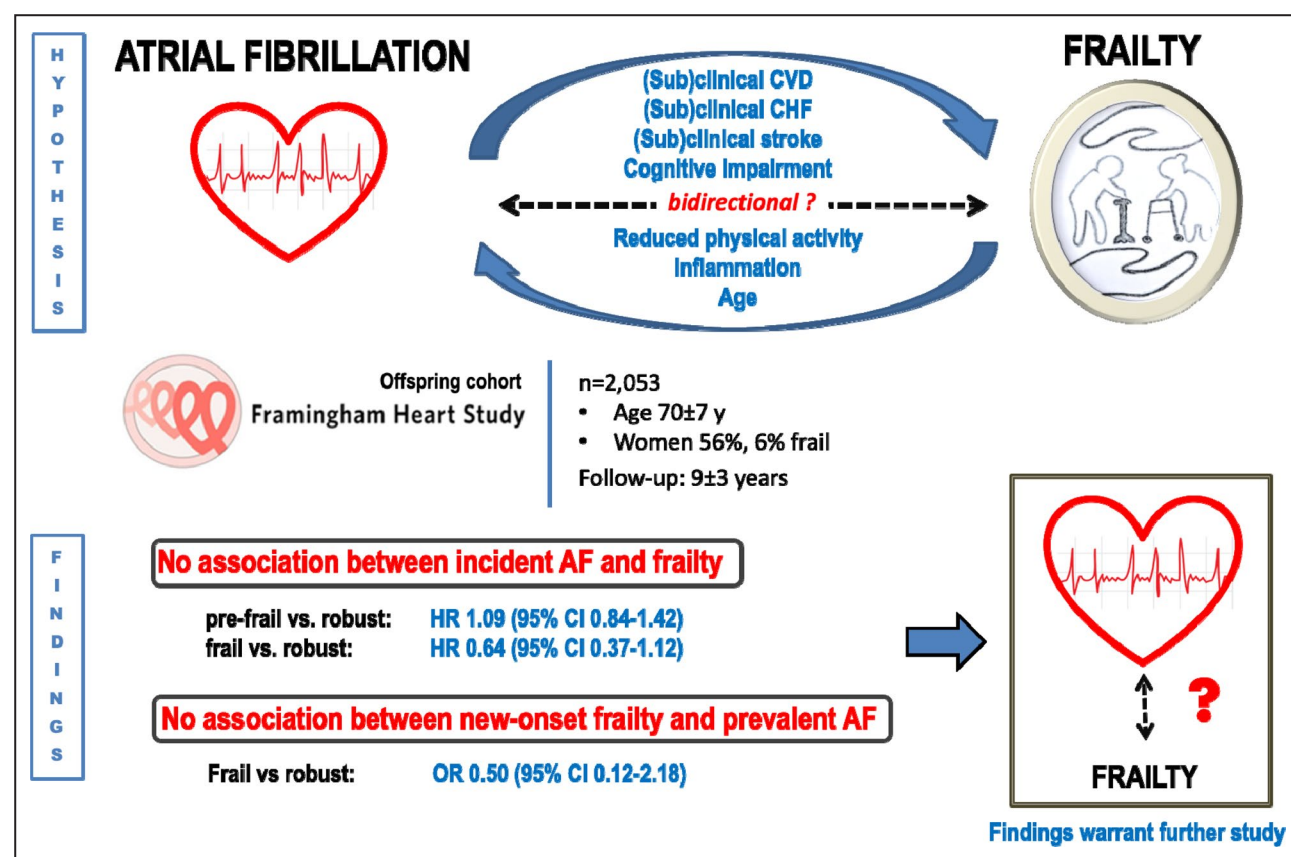 HYPOTHESIS
ATRIAL FIBRILLATION
(Sub)clinical CVD
(Sub)clinical CHF
(Sub)clinical stroke
Cognitive impairment
bidirectional ?
Reduced physical activity
Inflammation
Age
FRAILTY
Offspring cohort
Framingham Heart Study
n=2,053
• Age 70±7 y
• Women 56%, 6% frail
Follow-up: 9±3 years
FINDINGS
No association between incident AF and frailty
pre-frail vs. robust: HR 1.09 (95% CI 0.84-1.42)
frail vs. robust: HR 0.64 (95% CI 0.37-1.12)
No association between new-onset frailty and prevalent AF
Frail vs robust: OR 0.50 (95% CI 0.12-2.18)
?
FRAILTY
Findings warrant further study